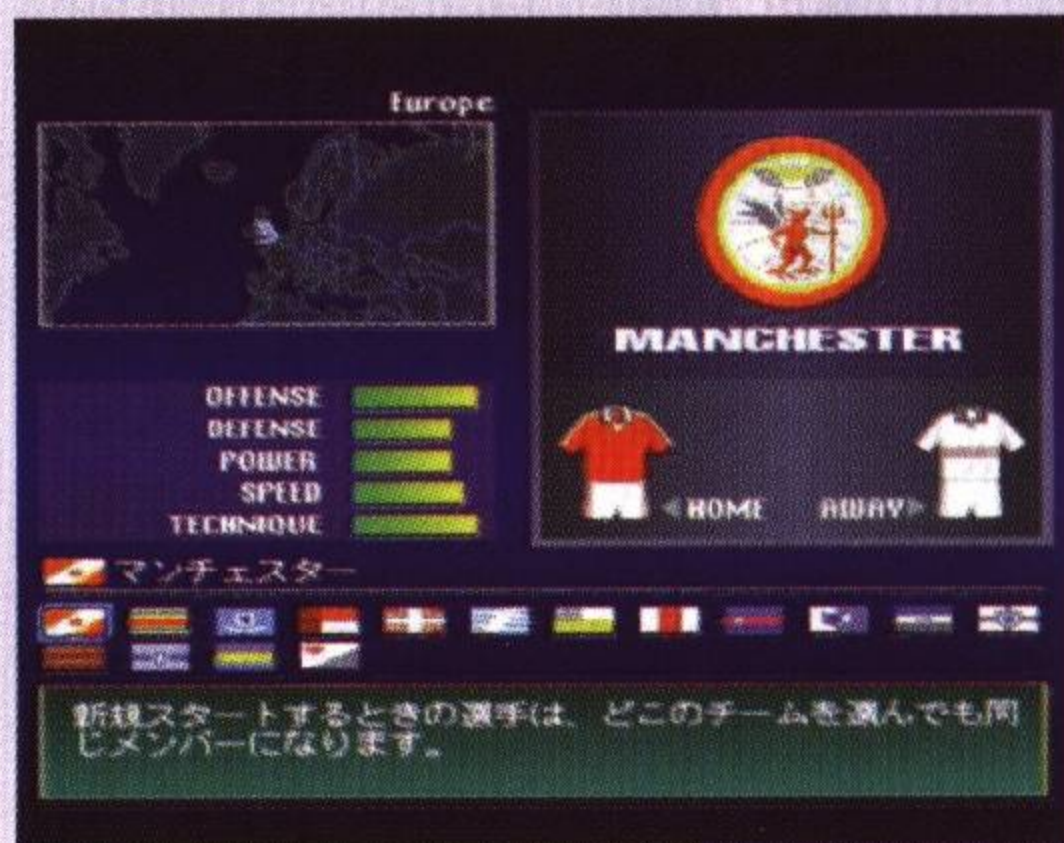 Europe
MANCHESTER
OFFENSE
DEFENSE
POWER
SPEED
TECHNIQUE
HOME AWAY
マンチェスター
新規スタートするときの選手は、どこのチームを選んでも同
じメンバーになります。